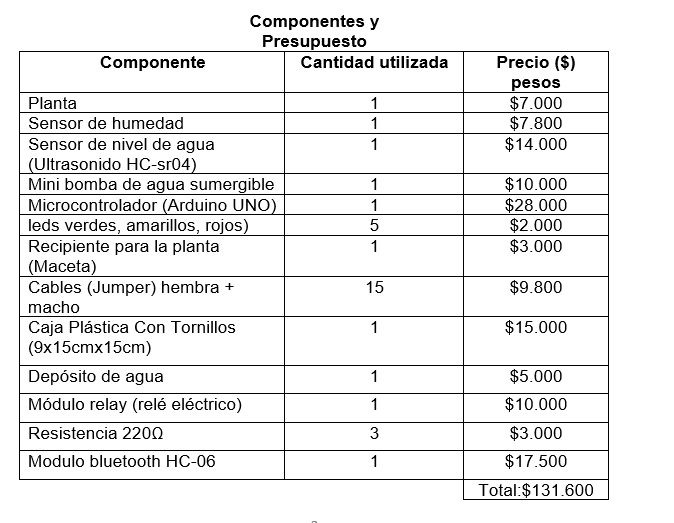 Componentes y
Presupuesto
Componente Cantidad utilizada Precio ($)
pesos
Planta 1 $7.000
Sensor de humedad 1 $7.800
Sensor de nivel de agua 1 $14.000
(Ultrasonido HC-sr04)
Mini bomba de agua sumergible 1 $10.000
Microcontrolador (Arduino UNO) 1 $28.000
leds verdes, amarillos, rojos) 5 $2.000
Recipiente para la planta 1 $3.000
(Maceta)
Cables (Jumper) hembra + 15 $9.800
macho
Caja Plástica Con Tornillos 1 $15.000
(9x15cmx15cm)
Depósito de agua 1 $5.000
Módulo relay (relé eléctrico) 1 $10.000
Resistencia 220Ω 3 $3.000
Modulo bluetooth HC-06 1 $17.500
Total:$131.600